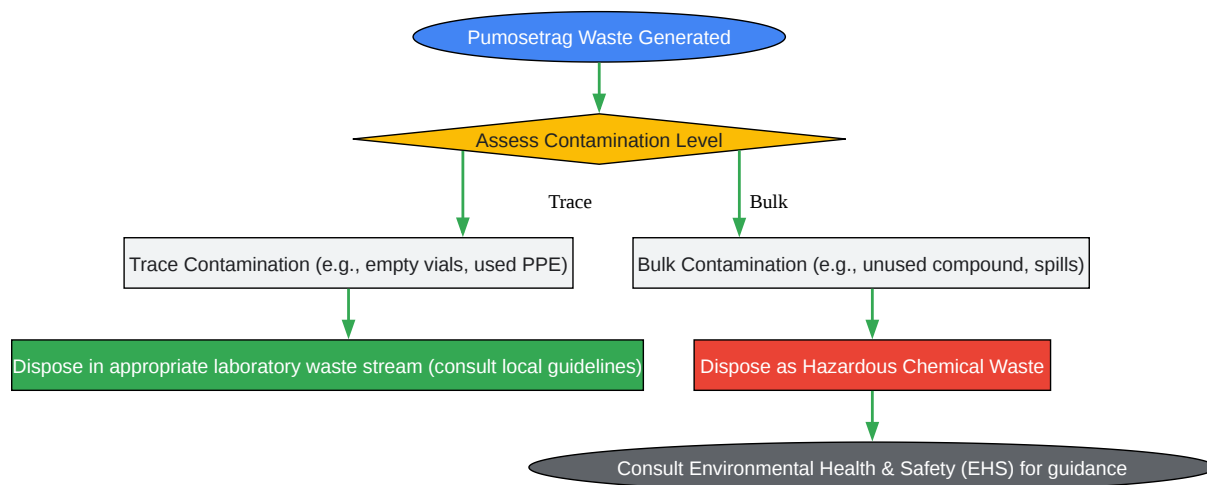 Pumosetrag Waste Generated
Assess Contamination Level
Trace
Bulk
Trace Contamination (e.g., empty vials, used PPE)
Bulk Contamination (e.g., unused compound, spills)
Dispose in appropriate laboratory waste stream (consult local guidelines)
Dispose as Hazardous Chemical Waste
Consult Environmental Health & Safety (EHS) for guidance